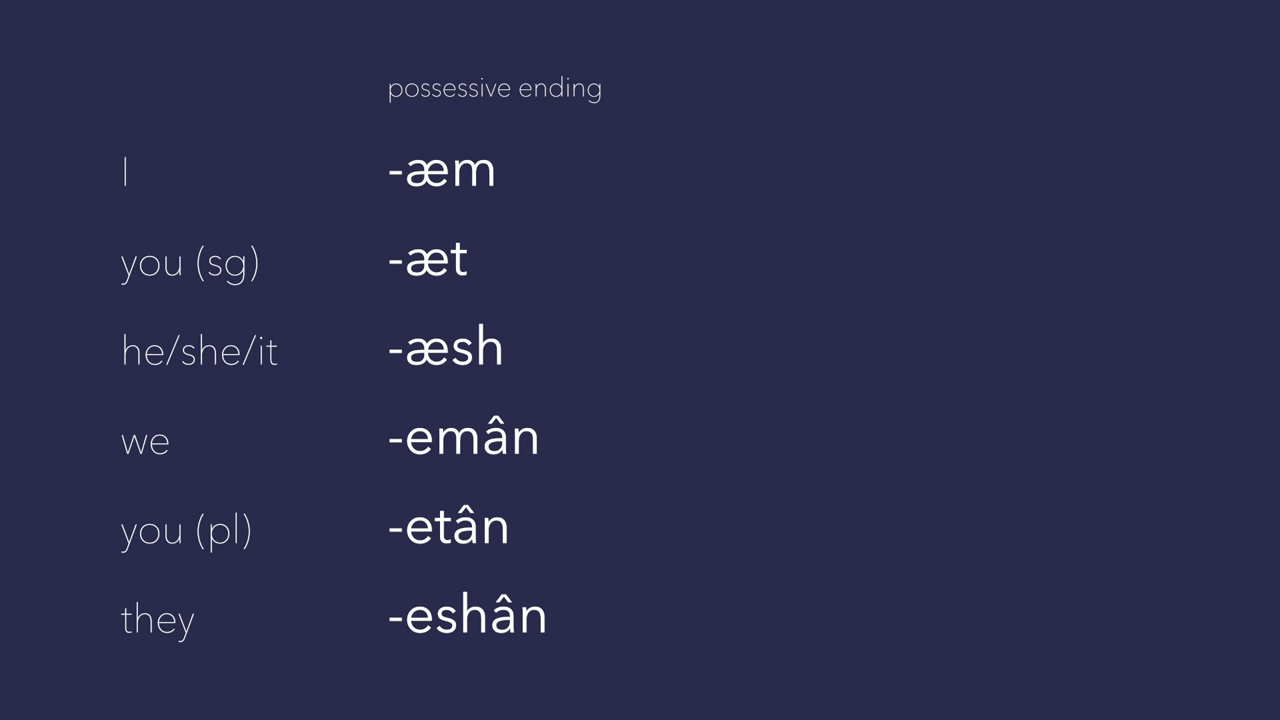 possessive ending
I -æm
you (sg) -æt
he/she/it -æsh
we -emân
you (pl) -etân
they -eshân